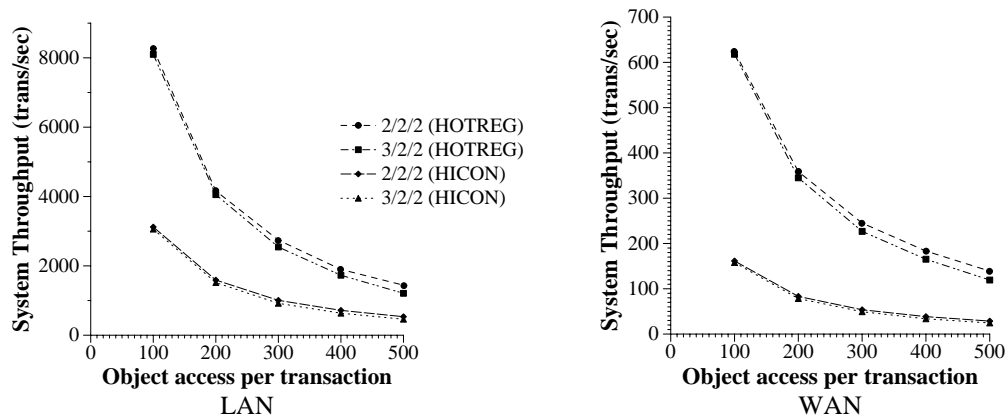 System Throughput (trans/sec)
8000
6000
4000
2000
0
0 100 200 300 400 500
Object access per transaction
LAN
2/2/2 (HOTREG)
3/2/2 (HOTREG)
2/2/2 (HICON)
3/2/2 (HICON)
System Throughput (trans/sec)
700
600
500
400
300
200
100
0
0 100 200 300 400 500
Object access per transaction
WAN